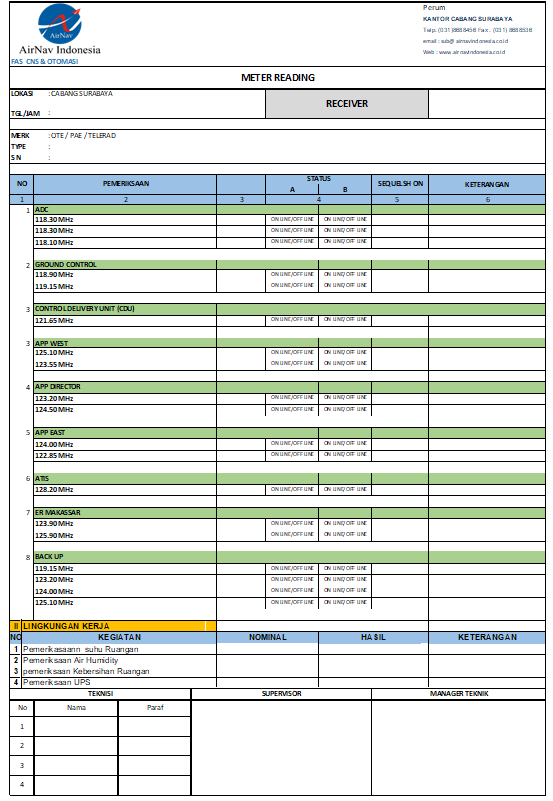 AirNav
AirNav Indonesia
FAS CNS & OTOMASI
Perum
KANTOR CABANG SURABAYA
Telp. (031) 8688456 Fax. (031) 8688536
email : sub@ airnavindonesia.co.id
Web : www.airnavindonesia.co.id
METER READING
LOKASI : CABANG SURABAYA
TGL/JAM :
RECEIVER
MERK : OTE / PAE / TELERAD
TYPE :
S N :
NO PEMERIKSAAN STATUS SEQUELSH ON KETERANGAN
A B
1 2 3 4 5 6
1 ADC
118.30 MHz ON LINE/OFF LINE ON LINE/OFF LINE
118.30 MHz ON LINE/OFF LINE ON LINE/OFF LINE
118.10 MHz ON LINE/OFF LINE ON LINE/OFF LINE
2 GROUND CONTROL
118.90 MHz ON LINE/OFF LINE ON LINE/OFF LINE
119.15 MHz ON LINE/OFF LINE ON LINE/OFF LINE
3 CONTROL DELIVERY UNIT (CDU)
121.65 MHz ON LINE/OFF LINE ON LINE/OFF LINE
3 APP WEST
125.10 MHz ON LINE/OFF LINE ON LINE/OFF LINE
123.55 MHz ON LINE/OFF LINE ON LINE/OFF LINE
4 APP DIRECTOR
123.20 MHz ON LINE/OFF LINE ON LINE/OFF LINE
124.50 MHz ON LINE/OFF LINE ON LINE/OFF LINE
5 APP EAST
124.00 MHz ON LINE/OFF LINE ON LINE/OFF LINE
122.85 MHz ON LINE/OFF LINE ON LINE/OFF LINE
6 ATIS
128.20 MHz ON LINE/OFF LINE ON LINE/OFF LINE
7 ER MAKASSAR
123.90 MHz ON LINE/OFF LINE ON LINE/OFF LINE
125.90 MHz ON LINE/OFF LINE ON LINE/OFF LINE
8 BACK UP
119.15 MHz ON LINE/OFF LINE ON LINE/OFF LINE
123.20 MHz ON LINE/OFF LINE ON LINE/OFF LINE
124.00 MHz ON LINE/OFF LINE ON LINE/OFF LINE
125.10 MHz ON LINE/OFF LINE ON LINE/OFF LINE
II LINGKUNGAN KERJA
NO KEGIATAN NOMINAL HASIL KETERANGAN
1 Pemerikasaann suhu Ruangan
2 Pemeriksaan Air Humidity
3 pemeriksaan Kebersihan Ruangan
4 Pemeriksaan UPS
TEKNISI SUPERVISOR MANAGER TEKNIK
No Nama Paraf
1
2
3
4